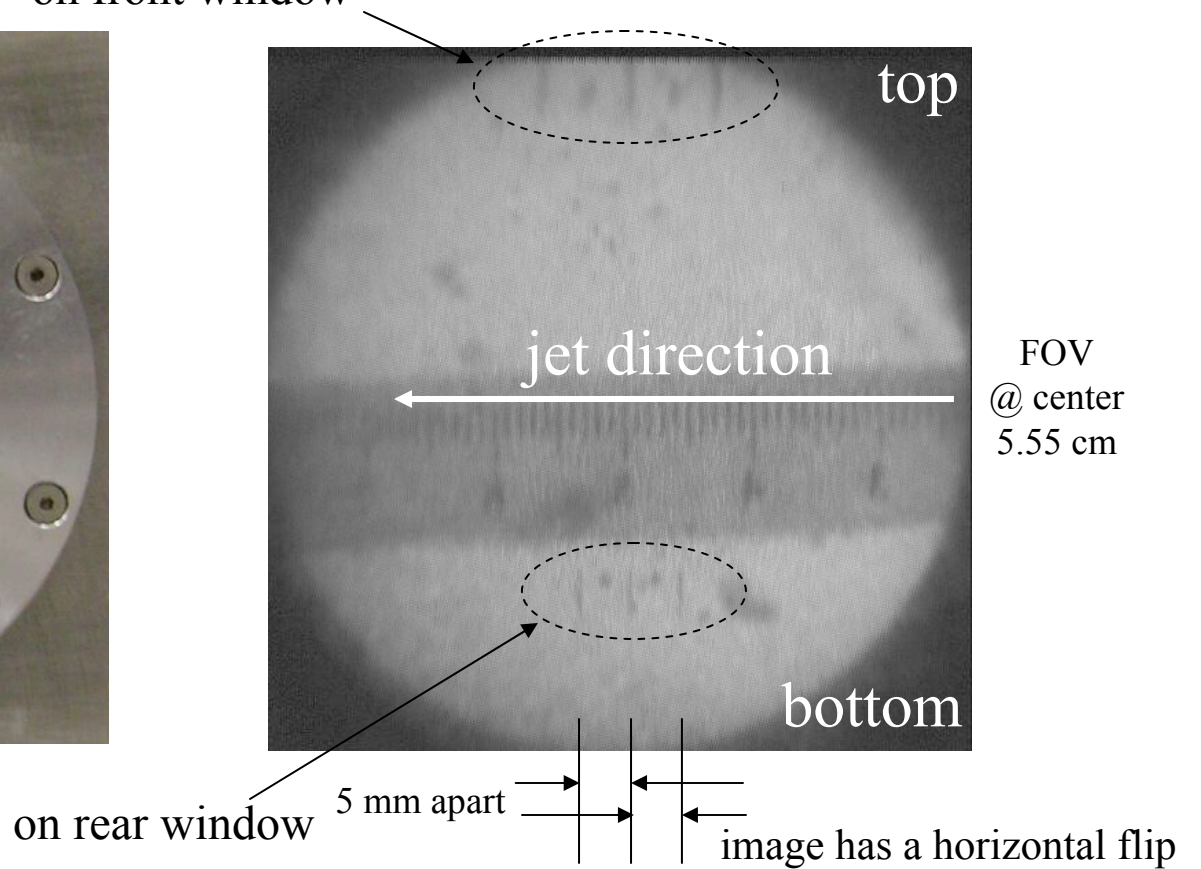 on front window
top
jet direction
FOV
@ center
5.55 cm
bottom
5 mm apart
on rear window
image has a horizontal flip